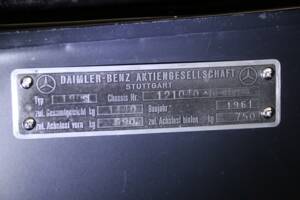 DAIMLER-BENZ AKTIENGESELLSCHAFT
STUTTGART
Typ Chassis Nr. 121040
zul. Gesamtgewicht kg Baujahr 1961
zul. Achslast vorn kg zul. Achslast hinten kg 750